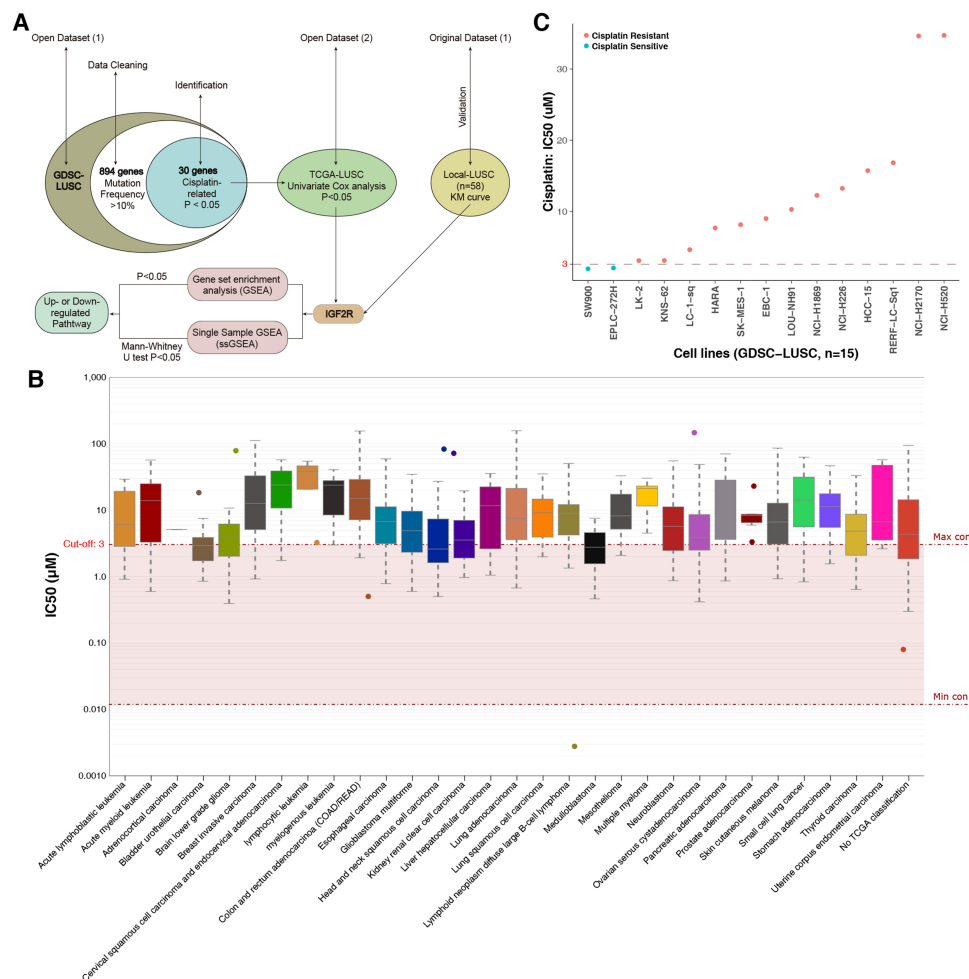 A
Open Dataset (1)
Open Dataset (2)
Original Dataset (1)
Data Cleaning
Identification
Validation
GDSC-
LUSC
894 genes
Mutation
Frequency
>10%
30 genes
Cisplatin-
related
P < 0.05
TCGA-LUSC
Univariate Cox analysis
P<0.05
Local-LUSC
(n=58)
KM curve
P<0.05
Gene set enrichment
analysis (GSEA)
Up- or Down-
regulated
Pathway
IGF2R
Single Sample GSEA
(ssGSEA)
Mann-Whitney
U test P<0.05
C
Cisplatin Resistant
Cisplatin Sensitive
Cisplatin: IC50 (uM)
30
20
10
3
SW900
EPLC-272H
LK-2
KNS-62
LC-1-sq
HARA
SK-MES-1
EBC-1
LOU-NH91
NCI-H1869
NCI-H226
HCC-15
RERF-LC-Sq1
NCI-H2170
NCI-H520
Cell lines (GDSC-LUSC, n=15)
B
IC50 (µM)
1,000
100
10
Cut-off: 3
1.0
0.10
0.010
0.0010
Max con
Min con
Acute lymphoblastic leukemia
Acute myeloid leukemia
Adrenocortical carcinoma
Bladder urothelial carcinoma
Brain lower grade glioma
Breast invasive carcinoma
Cervical squamous cell carcinoma and endocervical adenocarcinoma
lymphocytic leukemia
myelogenous leukemia
Colon and rectum adenocarcinoma (COAD/READ)
Esophageal carcinoma
Glioblastoma multiforme
Head and neck squamous cell carcinoma
Kidney renal clear cell carcinoma
Liver hepatocellular carcinoma
Lung adenocarcinoma
Lung squamous cell carcinoma
Lymphoid neoplasm diffuse large B-cell lymphoma
Medulloblastoma
Mesothelioma
Multiple myeloma
Neuroblastoma
Ovarian serous cystadenocarcinoma
Pancreatic adenocarcinoma
Prostate adenocarcinoma
Skin cutaneous melanoma
Small cell lung cancer
Stomach adenocarcinoma
Thyroid carcinoma
Uterine corpus endometrial carcinoma
No TCGA classification